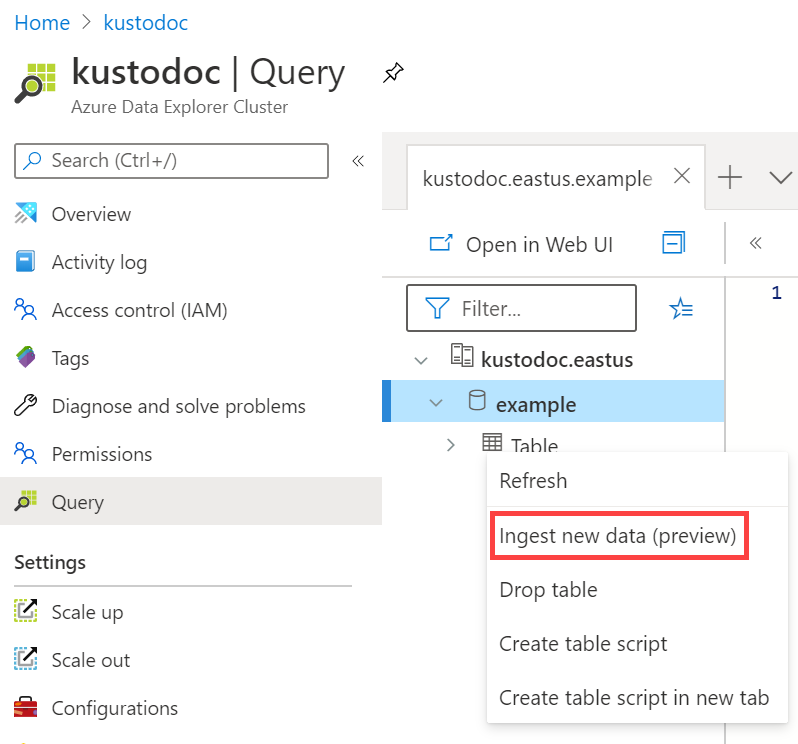 Home > kustodoc
kustodoc | Query
Azure Data Explorer Cluster
Search (Ctrl+/)
«
Overview
Activity log
Access control (IAM)
Tags
Diagnose and solve problems
Permissions
Query
Settings
Scale up
Scale out
Configurations
kustodoc.eastus.example
Open in Web UI
«
Filter...
1
kustodoc.eastus
example
Table
Refresh
Ingest new data (preview)
Drop table
Create table script
Create table script in new tab